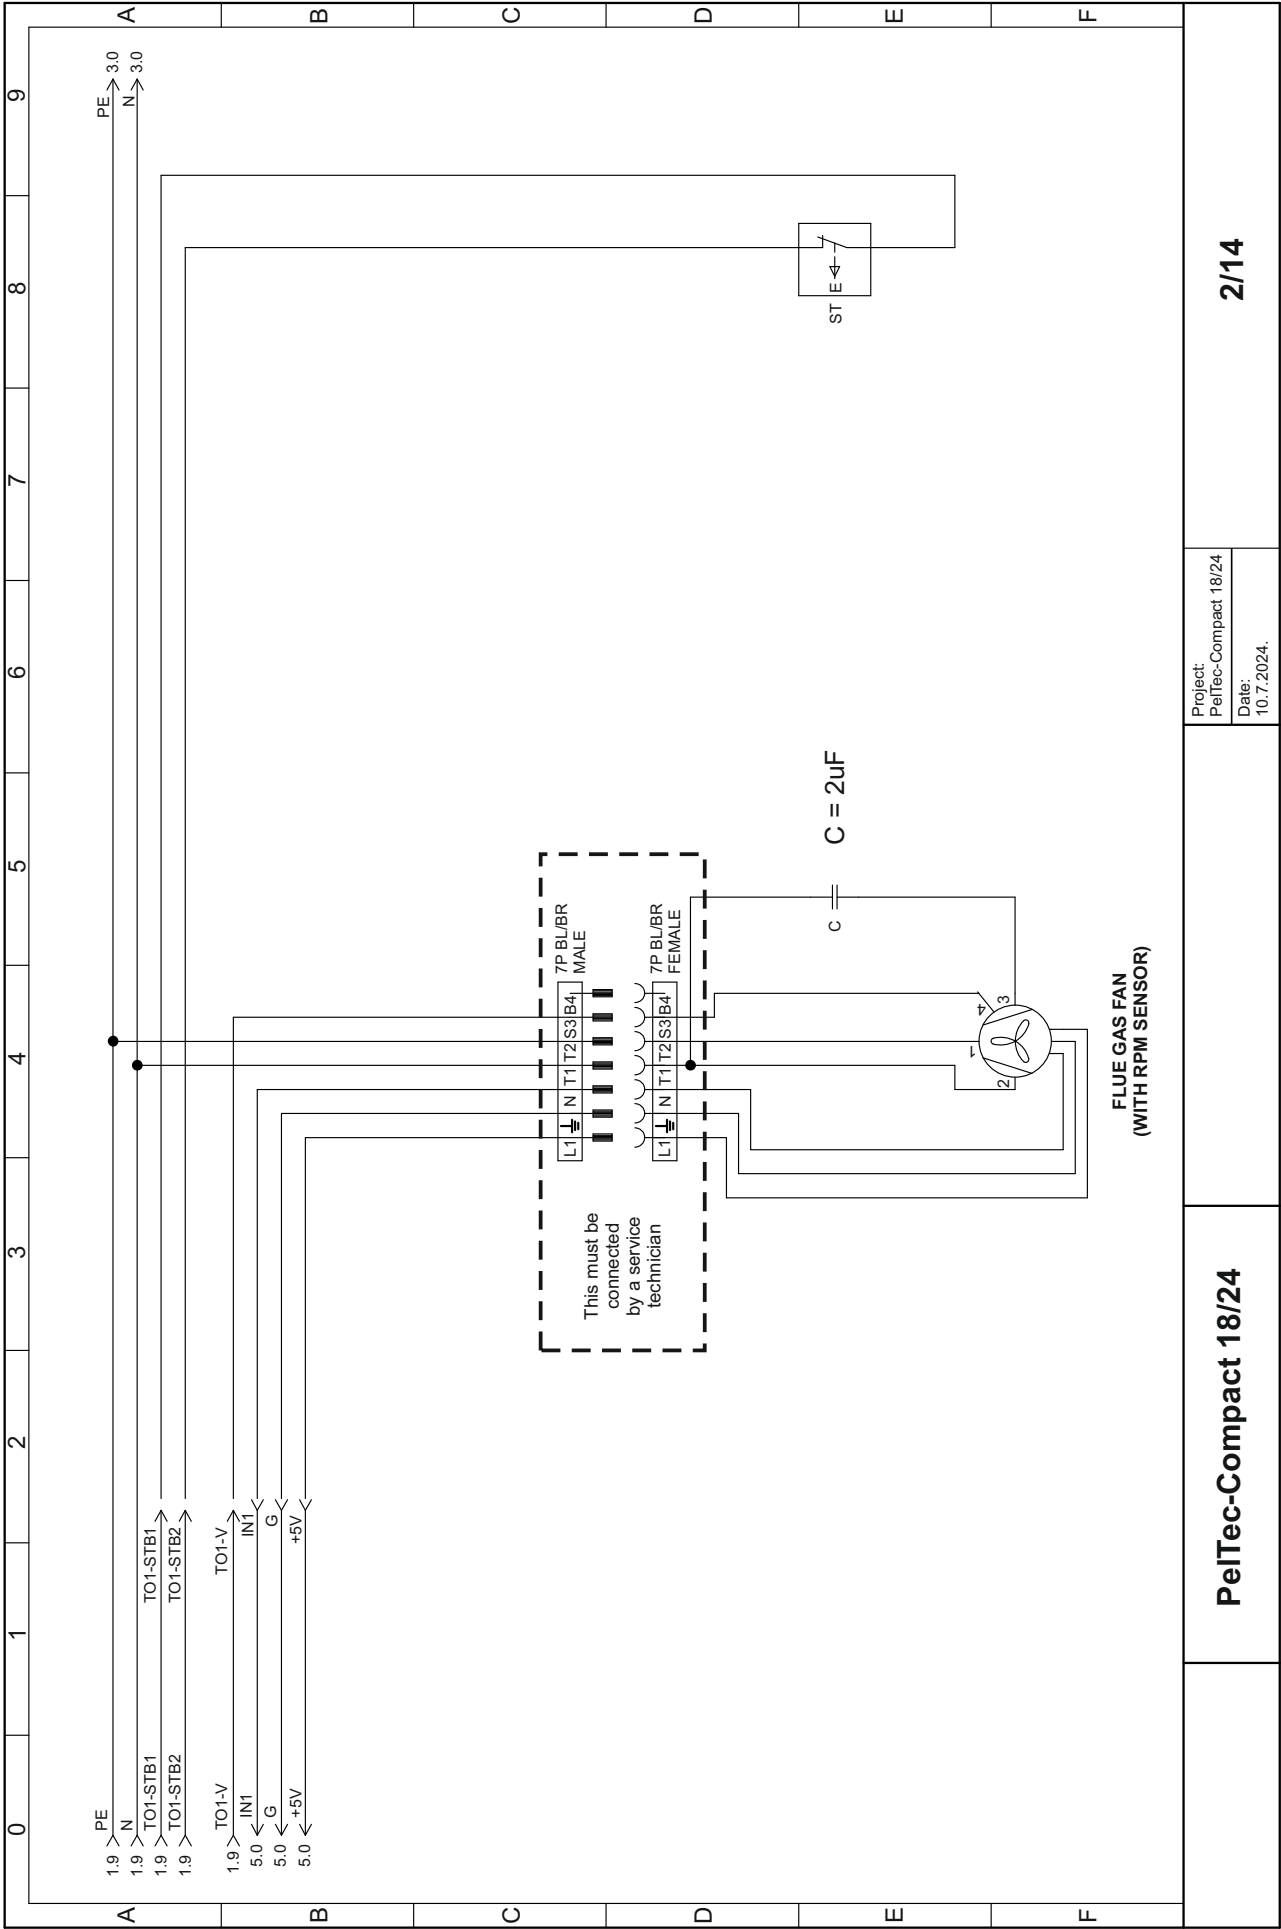 0 1 2 3 4 5 6 7 8 9
A A
B B
C C
D D
E E
F F
1.9 PE PE 3.0
1.9 N N 3.0
1.9 TO1-STB1 TO1-STB1
1.9 TO1-STB2 TO1-STB2
1.9 TO1-V TO1-V
5.0 IN1 IN1
5.0 G G
5.0 +5V +5V
This must be
connected
by a service
technician
L1 N T1 T2 S3 B4
7P BL/BR
MALE
L1 N T1 T2 S3 B4
7P BL/BR
FEMALE
C
C = 2uF
ST E
1
2
3
4
FLUE GAS FAN
(WITH RPM SENSOR)
PelTec-Compact 18/24
Project:
PelTec-Compact 18/24
Date:
10.7.2024.
2/14